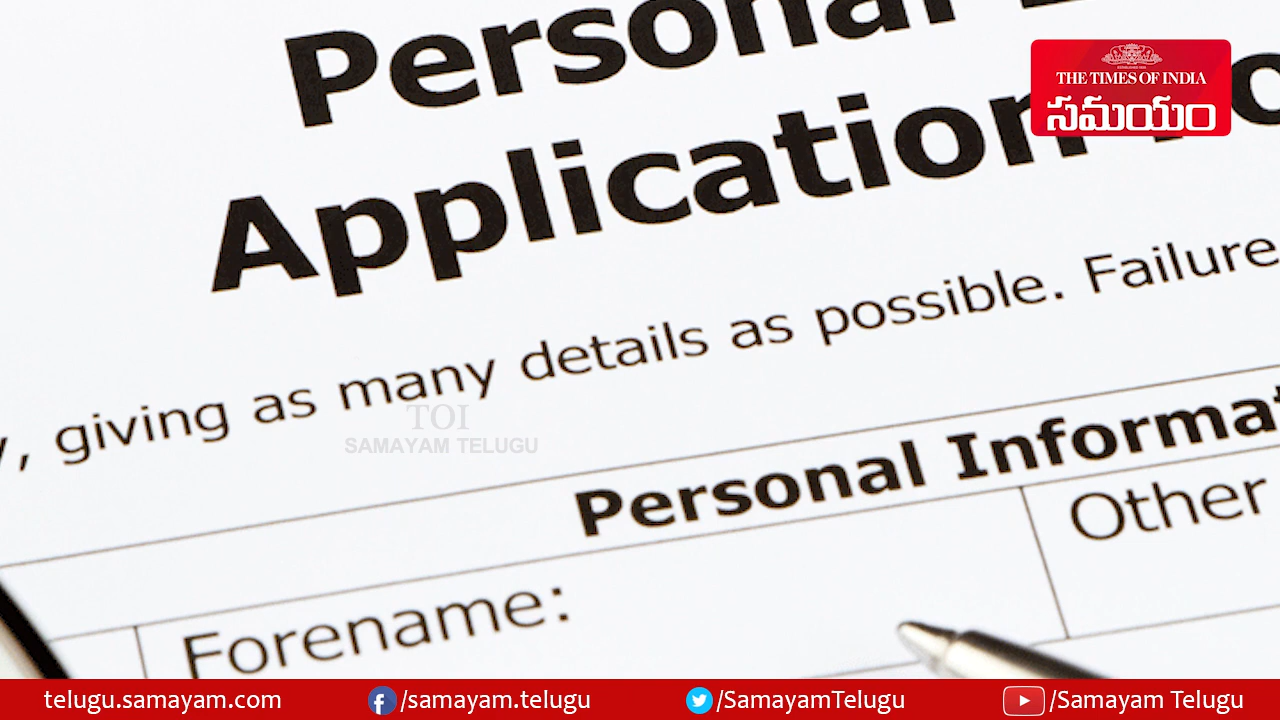 Personal
Application
THE TIMES OF INDIA
సమయం
giving as many details as possible. Failure
TOI
SAMAYAM TELUGU
Personal
Other
Forename:
telugu.samayam.com
/samayam.telugu
/SamayamTelugu
/Samayam Telugu